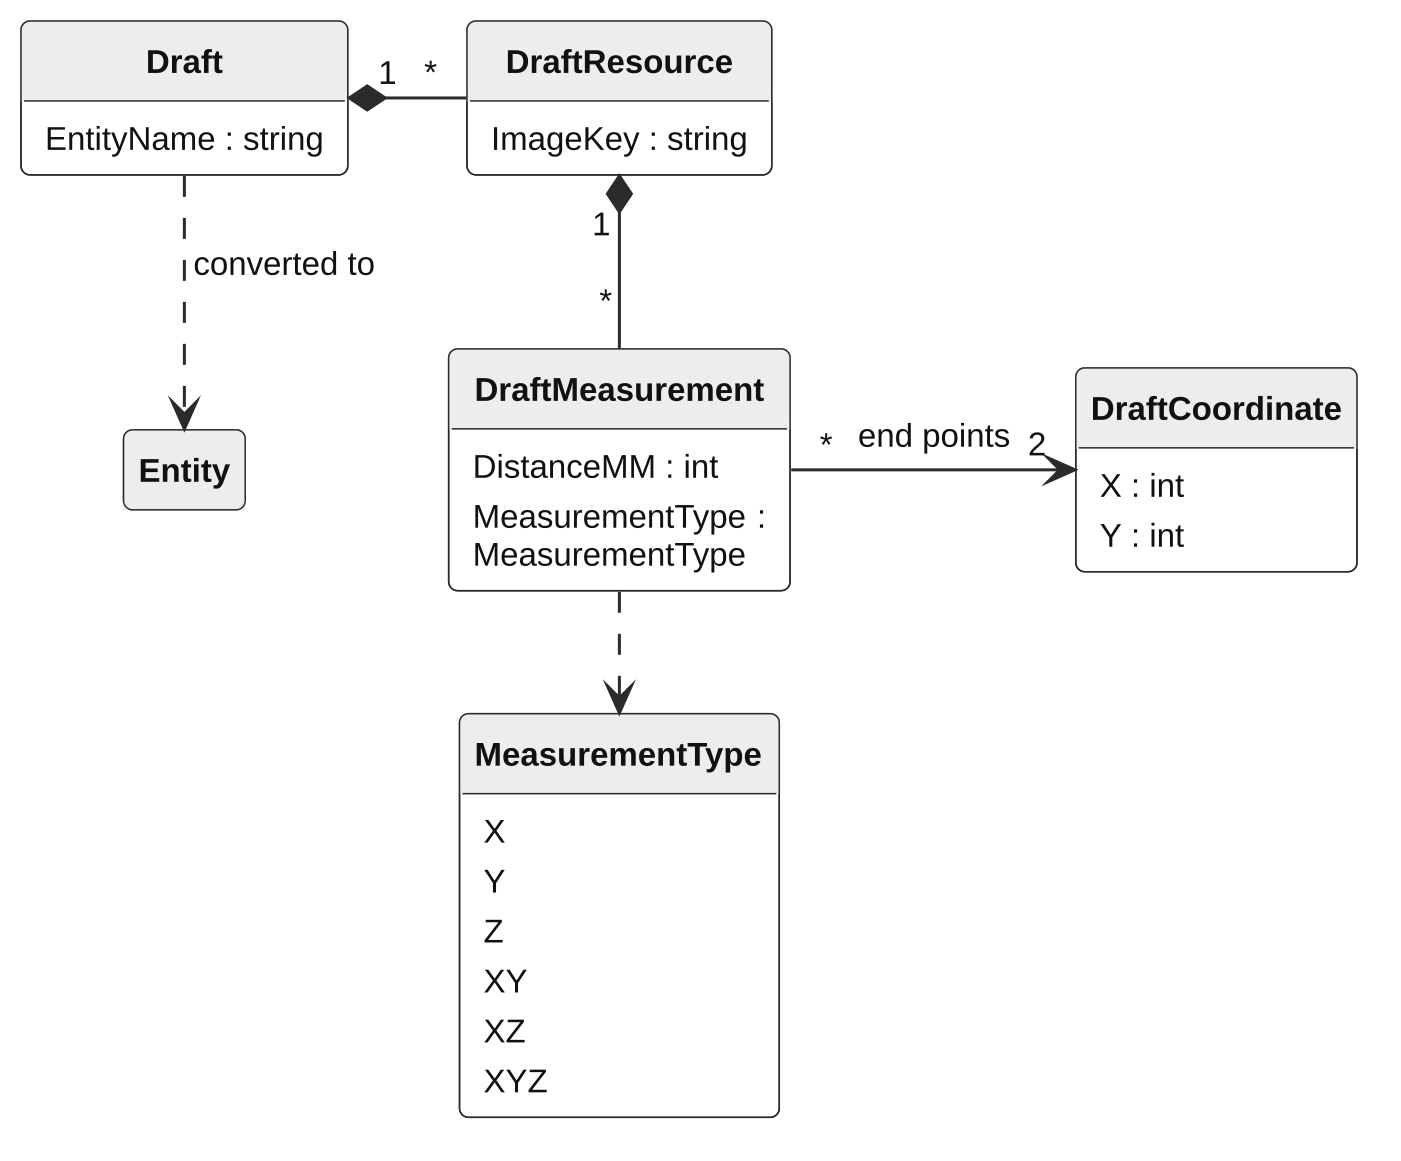 Draft
EntityName : string
1
*
DraftResource
ImageKey : string
converted to
1
*
Entity
DraftMeasurement
DistanceMM : int
MeasurementType :
MeasurementType
*
end points
2
DraftCoordinate
X : int
Y : int
MeasurementType
X
Y
Z
XY
XZ
XYZ